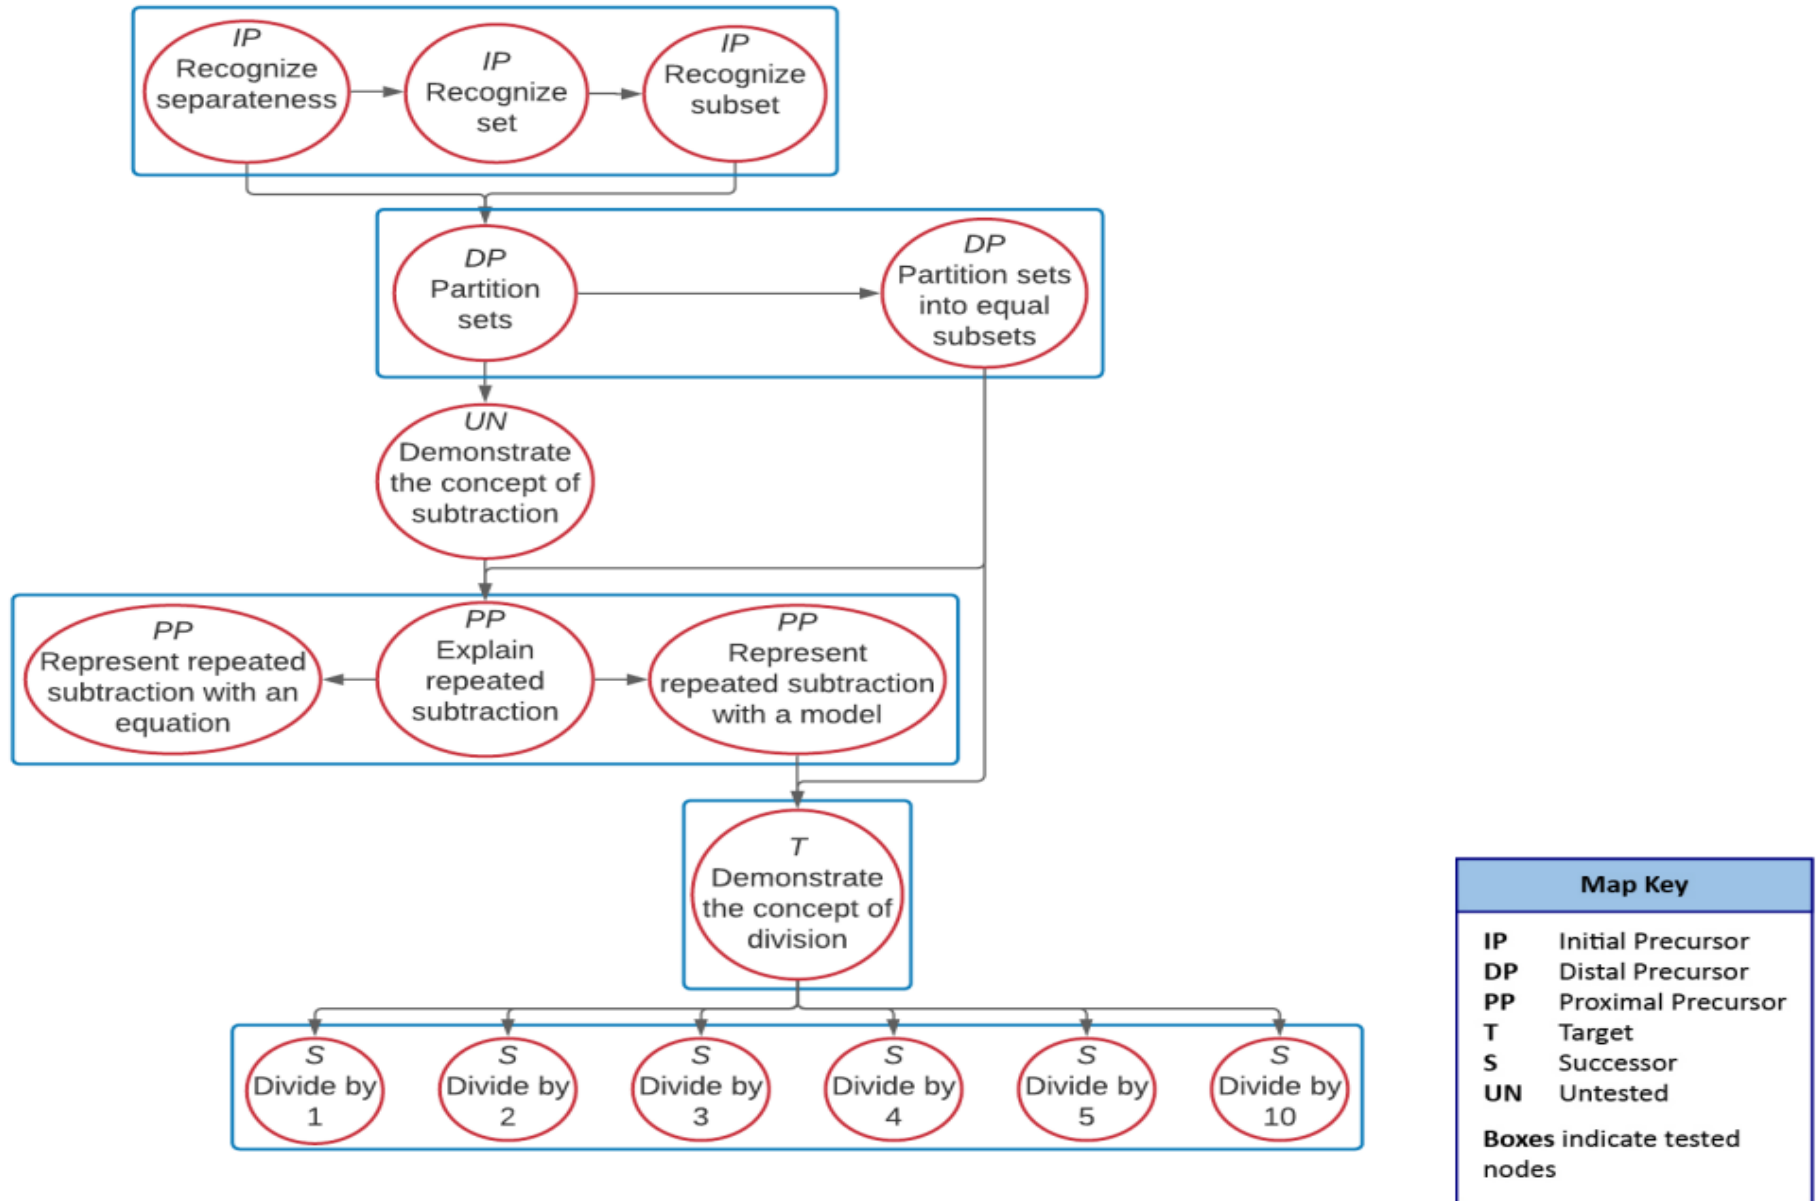 IP
Recognize
separateness
IP
Recognize
set
IP
Recognize
subset
DP
Partition
sets
DP
Partition sets
into equal
subsets
UN
Demonstrate
the concept of
subtraction
PP
Represent repeated
subtraction with an
equation
PP
Explain
repeated
subtraction
PP
Represent
repeated subtraction
with a model
T
Demonstrate
the concept of
division
S
Divide by
1
S
Divide by
2
S
Divide by
3
S
Divide by
4
S
Divide by
5
S
Divide by
10
Map Key
IP Initial Precursor
DP Distal Precursor
PP Proximal Precursor
T Target
S Successor
UN Untested
Boxes indicate tested
nodes